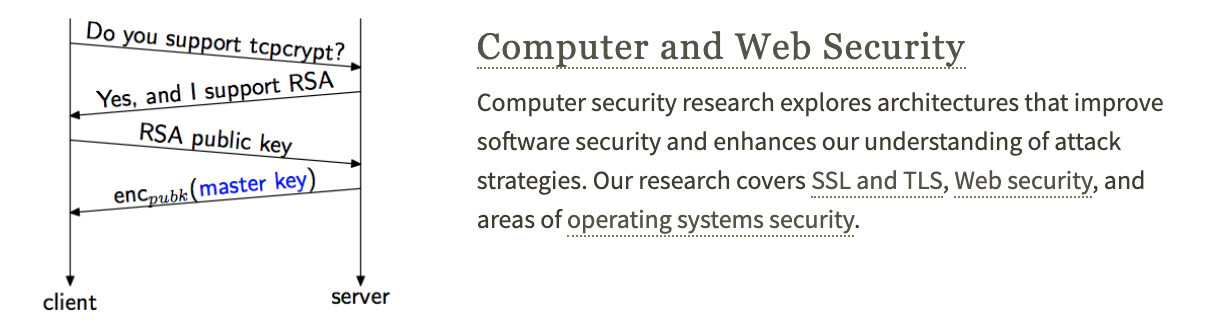 Do you support tcpcrypt?
Yes, and I support RSA
RSA public key
enc_pubk(master key)
client
server
Computer and Web Security
Computer security research explores architectures that improve
software security and enhances our understanding of attack
strategies. Our research covers SSL and TLS, Web security, and
areas of operating systems security.